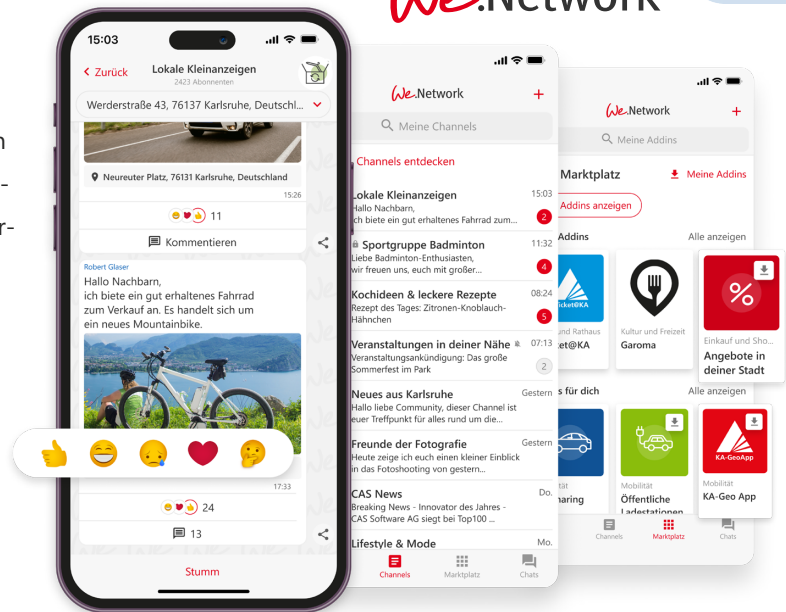 We.Network
15:03
Zurück
Lokale Kleinanzeigen
2423 Abonnenten
Werderstraße 43, 76137 Karlsruhe, Deutschl...
Neureuter Platz, 76131 Karlsruhe, Deutschland
15:26
11
Kommentieren
Robert Glaser
Hallo Nachbarn,
ich biete ein gut erhaltenes Fahrrad
zum Verkauf an. Es handelt sich um
ein neues Mountainbike.
17:33
24
13
Stumm
We.Network
+
Meine Channels
Channels entdecken
Lokale Kleinanzeigen 15:03
Hallo Nachbarn,
ich biete ein gut erhaltenes Fahrrad zum... 2
Sportgruppe Badminton 11:32
Liebe Badminton-Enthusiasten,
wir freuen uns, euch mit großer... 4
Kochideen & leckere Rezepte 08:24
Rezept des Tages: Zitronen-Knoblauch-
Hähnchen 5
Veranstaltungen in deiner Nähe 07:13
Veranstaltungsankündigung: Das große
Sommerfest im Park 2
Neues aus Karlsruhe Gestern
Hallo liebe Community, dieser Channel ist
euer Treffpunkt für alles rund um die...
Freunde der Fotografie Gestern
Heute zeige ich euch einen kleiner Einblick
in das Fotoshooting von gestern...
CAS News Do.
Breaking News - Innovator des Jahres -
CAS Software AG siegt bei Top100 ...
Lifestyle & Mode Mo.
Channels Marktplatz Chats
We.Network
+
Meine Addins
Marktplatz Meine Addins
Addins anzeigen
Addins Alle anzeigen
icket@KA
und Rathaus
et@KA
Kultur und Freizeit
Garoma
%
Einkauf und Sho...
Angebote in
deiner Stadt
s für dich Alle anzeigen
tät
haring
Mobilität
Öffentliche
Ladestationen
KA-GeoApp
Mobilität
KA-Geo App
Channels Marktplatz Chats